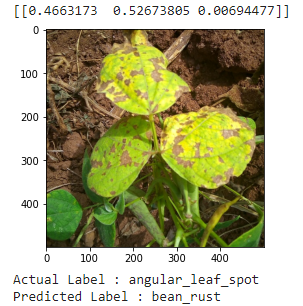 [[0.4663173  0.52673805 0.00694477]]
0
100
200
300
400
0 100 200 300 400
Actual Label : angular_leaf_spot
Predicted Label : bean_rust